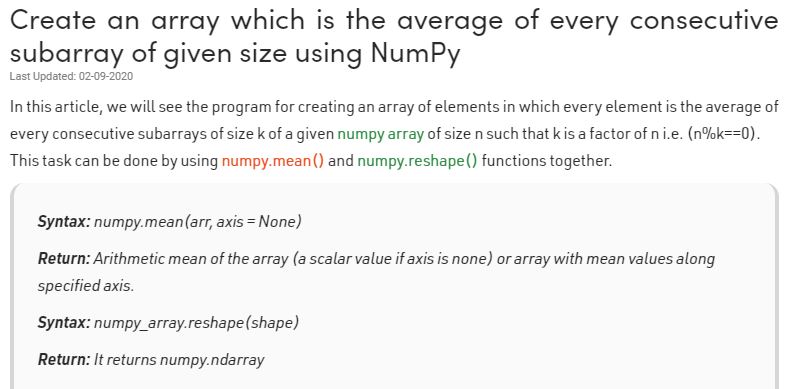 Create an array which is the average of every consecutive
subarray of given size using NumPy
Last Updated: 02-09-2020
In this article, we will see the program for creating an array of elements in which every element is the average of
every consecutive subarrays of size k of a given numpy array of size n such that k is a factor of n i.e. (n%k==0).
This task can be done by using numpy.mean() and numpy.reshape() functions together.
Syntax: numpy.mean(arr, axis = None)
Return: Arithmetic mean of the array (a scalar value if axis is none) or array with mean values along
specified axis.
Syntax: numpy_array.reshape(shape)
Return: It returns numpy.ndarray